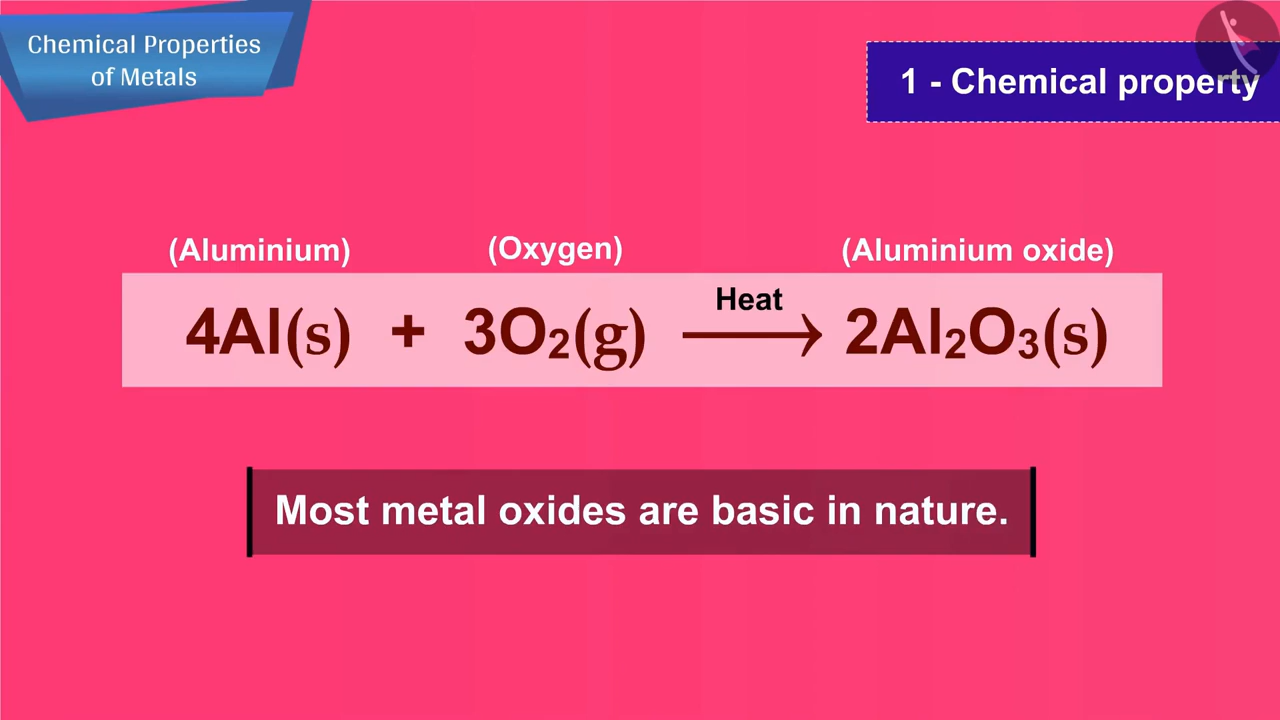 Chemical Properties
of Metals
1 - Chemical property
(Aluminium) (Oxygen) (Aluminium oxide)
Heat
4Al(s) + 3O₂(g) ⟶ 2Al₂O₃(s)
Most metal oxides are basic in nature.